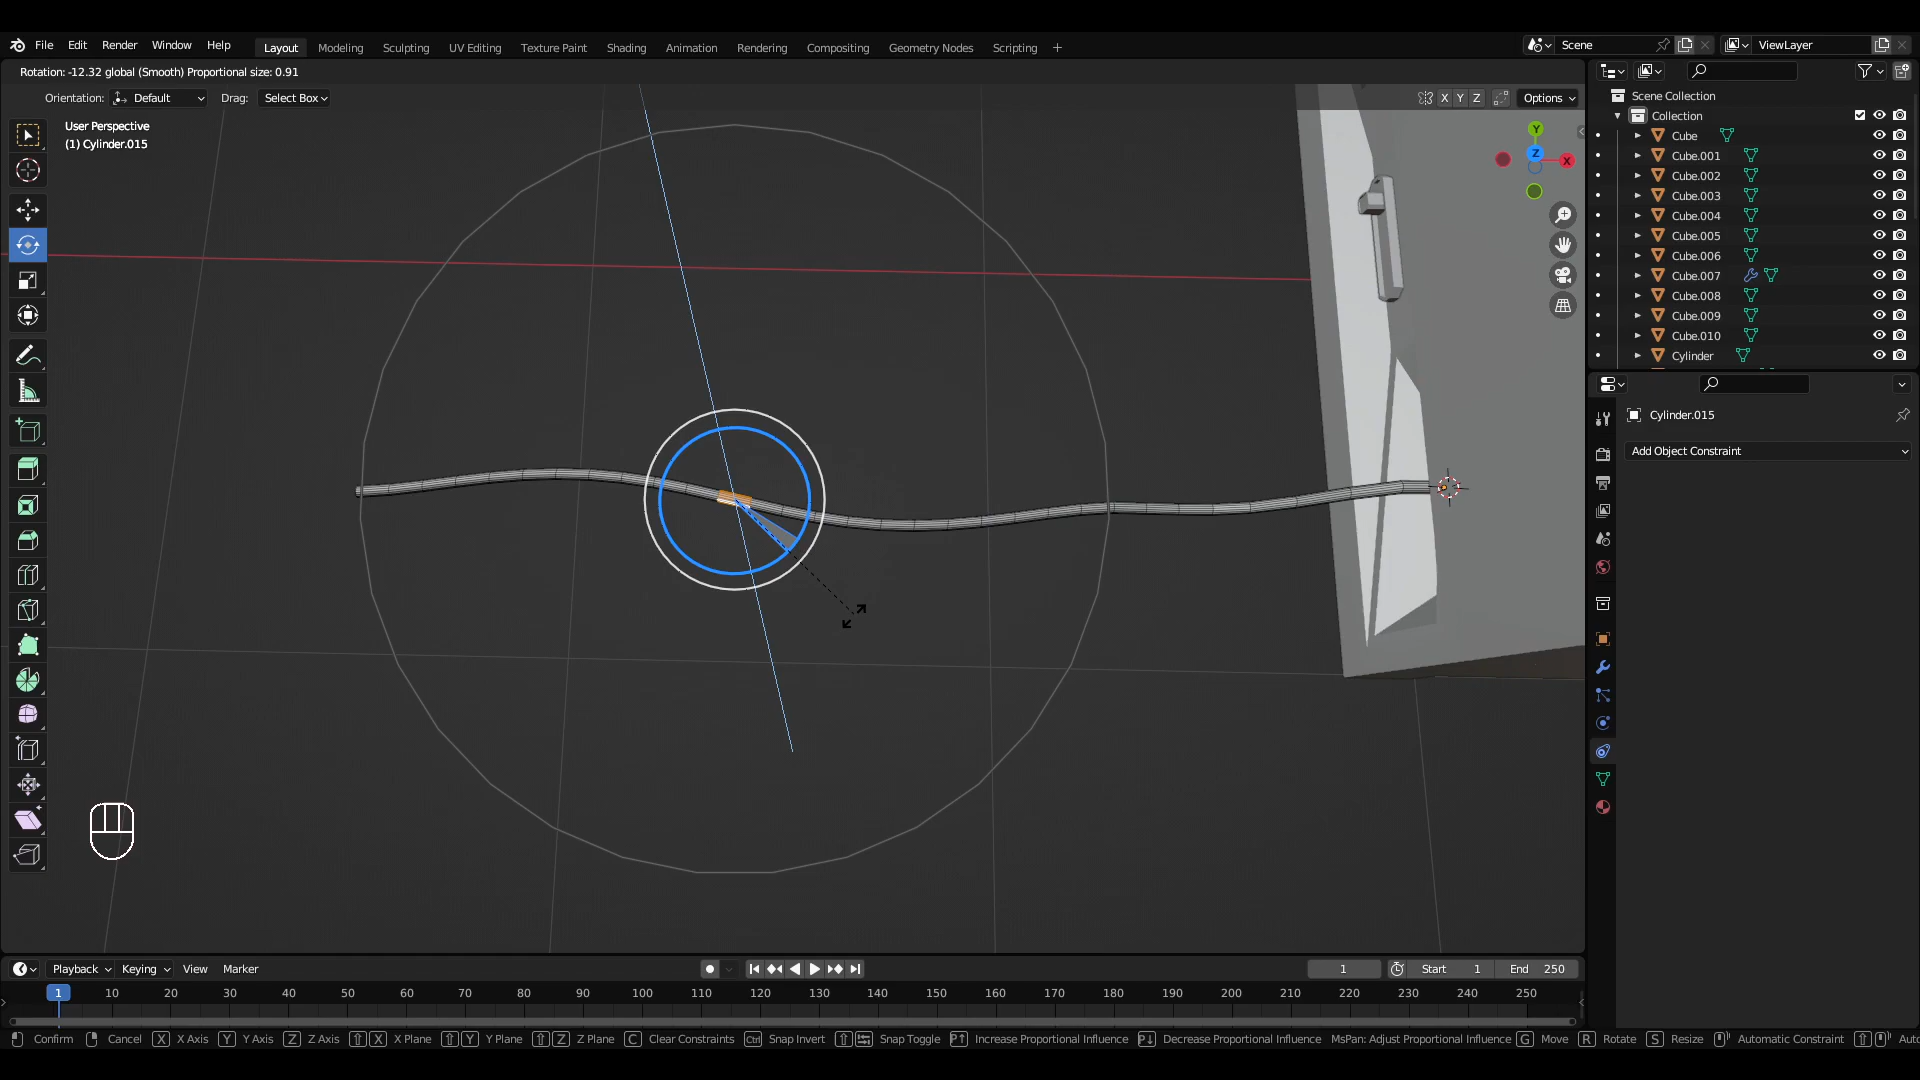 File Edit Render Window Help Layout Modeling Sculpting UV Editing Texture Paint Shading Animation Rendering Compositing Geometry Nodes Scripting + Scene ViewLayer
Rotation: -12.32 global (Smooth) Proportional size: 0.91
Orientation: Default Drag: Select Box X Y Z Options
User Perspective
(1) Cylinder.015
Y
Z
X
Scene Collection
Collection
Cube
Cube.001
Cube.002
Cube.003
Cube.004
Cube.005
Cube.006
Cube.007
Cube.008
Cube.009
Cube.010
Cylinder
Cylinder.015
Add Object Constraint
Playback Keying View Marker 1 Start 1 End 250
1 10 20 30 40 50 60 70 80 90 100 110 120 130 140 150 160 170 180 190 200 210 220 230 240 250
Confirm Cancel X X Axis Y Y Axis Z Z Axis X X Plane Y Y Plane Z Z Plane C Clear Constraints Ctrl Snap Invert Snap Toggle P↑ Increase Proportional Influence P↓ Decrease Proportional Influence MsPan: Adjust Proportional Influence G Move R Rotate S Resize Automatic Constraint